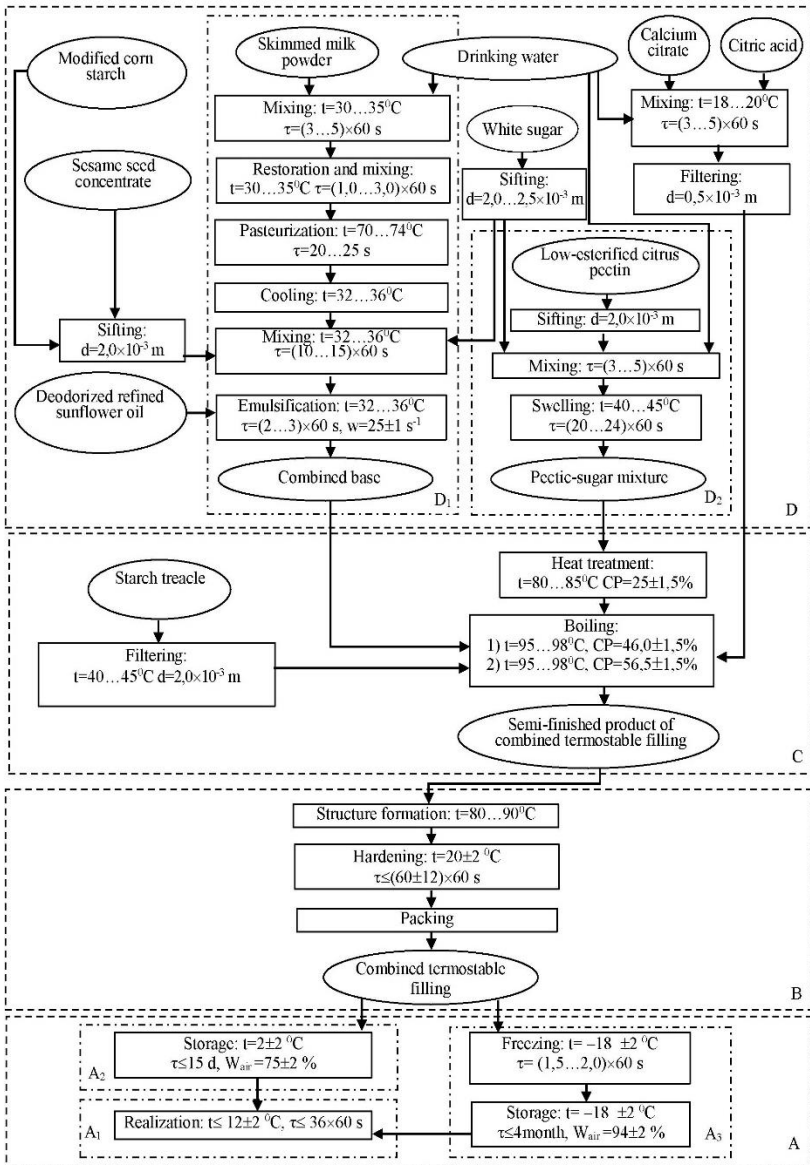 Modified corn
starch
Skimmed milk
powder
Drinking water
Calcium
citrate
Citric acid
Mixing: t=30…35⁰C
τ=(3…5)×60 s
Mixing: t=18…20⁰C
τ=(3…5)×60 s
White sugar
Sesame seed
concentrate
Restoration and mixing:
t=30…35⁰C τ=(1,0…3,0)×60 s
Sifting:
d=2,0…2,5×10⁻³ m
Filtering:
d=0,5×10⁻³ m
Pasteurization: t=70…74⁰C
τ=20…25 s
Low-esterified citrus
pectin
Cooling: t=32…36⁰C
Sifting: d=2,0×10⁻³ m
Sifting:
d=2,0×10⁻³ m
Mixing: t=32…36⁰C
τ=(10…15)×60 s
Mixing: τ=(3…5)×60 s
Deodorized refined
sunflower oil
Emulsification: t=32…36⁰C
τ=(2…3)×60 s, w=25±1 s⁻¹
Swelling: t=40…45⁰C
τ=(20…24)×60 s
Combined base
Pectic-sugar mixture
D₁
D₂
D
Starch treacle
Heat treatment:
t=80…85⁰C CP=25±1,5%
Filtering:
t=40…45⁰C d=2,0×10⁻³ m
Boiling:
1) t=95…98⁰C, CP=46,0±1,5%
2) t=95…98⁰C, CP=56,5±1,5%
Semi-finished product of
combined termostable filling
C
Structure formation: t=80…90⁰C
Hardening: t=20±2 ⁰C
τ≤(60±12)×60 s
Packing
Combined termostable
filling
B
Storage: t=2±2 ⁰C
τ≤15 d, Wair=75±2 %
A₂
Freezing: t= –18 ±2 ⁰C
τ= (1,5…2,0)×60 s
A₁
Realization: t≤ 12±2 ⁰C, τ≤ 36×60 s
Storage: t= –18 ±2 ⁰C
τ≤4month, Wair=94±2 %
A₃
A